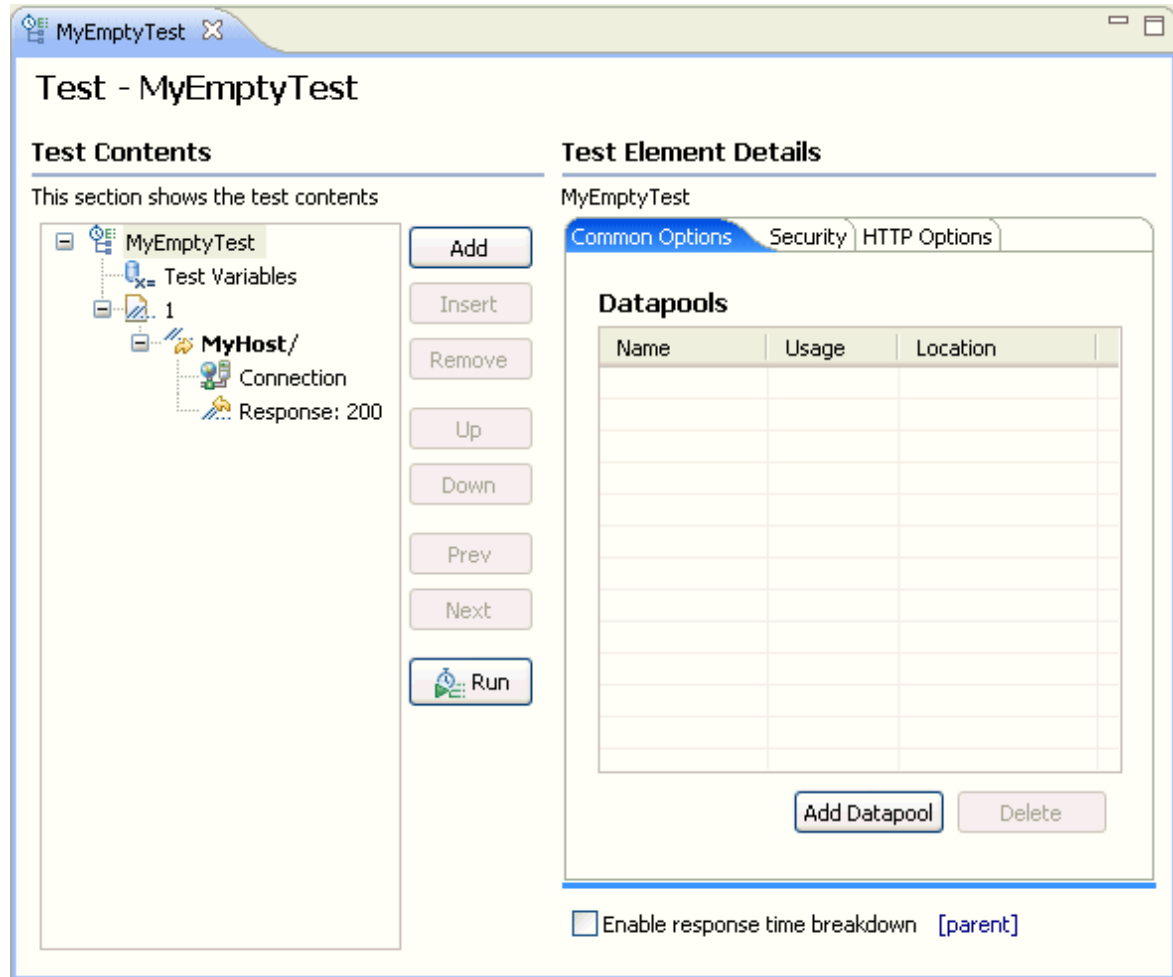 MyEmptyTest
Test - MyEmptyTest
Test Contents
This section shows the test contents
MyEmptyTest
Test Variables
1
MyHost/
Connection
Response: 200
Add
Insert
Remove
Up
Down
Prev
Next
Run
Test Element Details
MyEmptyTest
Common Options Security HTTP Options
Datapools
Name Usage Location
Add Datapool Delete
Enable response time breakdown [parent]